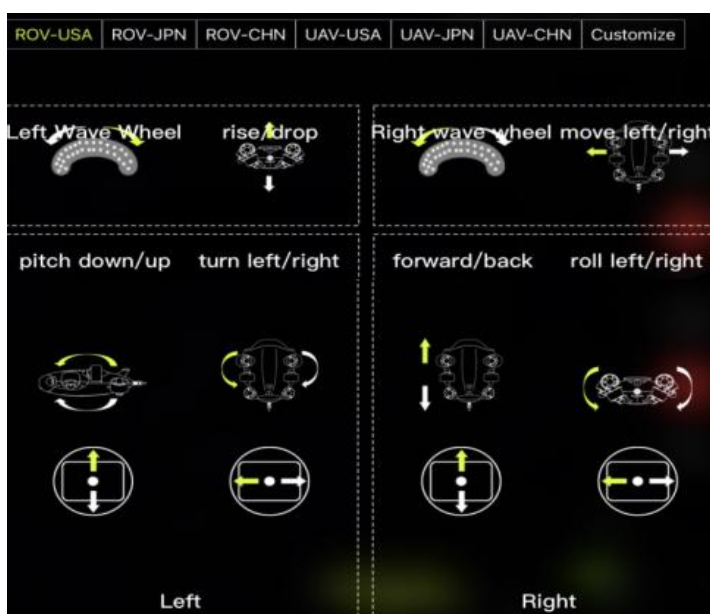 ROV-USA ROV-JPN ROV-CHN UAV-USA UAV-JPN UAV-CHN Customize
Left Wave Wheel rise/drop Right wave wheel move left/right
pitch down/up turn left/right forward/back roll left/right
Left Right